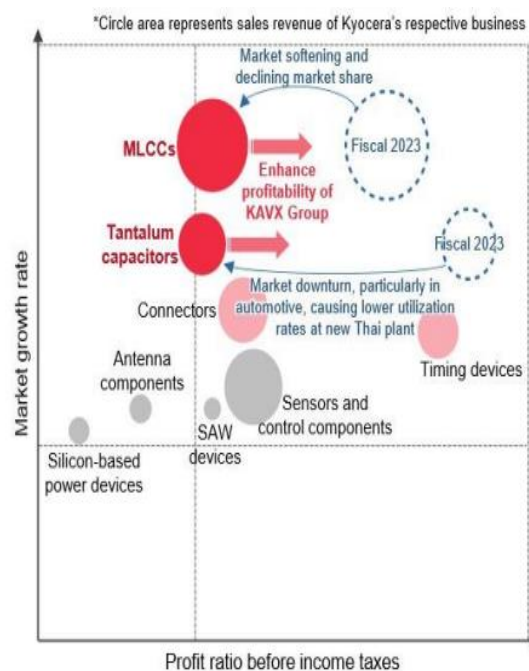 *Circle area represents sales revenue of Kyocera's respective business
Market softening and
declining market share
MLCCs
Fiscal 2023
Enhance
profitability of
KAVX Group
Tantalum
capacitors
Fiscal 2023
Market downturn, particularly in
automotive, causing lower utilization
rates at new Thai plant
Connectors
Timing devices
Antenna
components
Sensors and
control components
SAW
devices
Silicon-based
power devices
Market growth rate
Profit ratio before income taxes